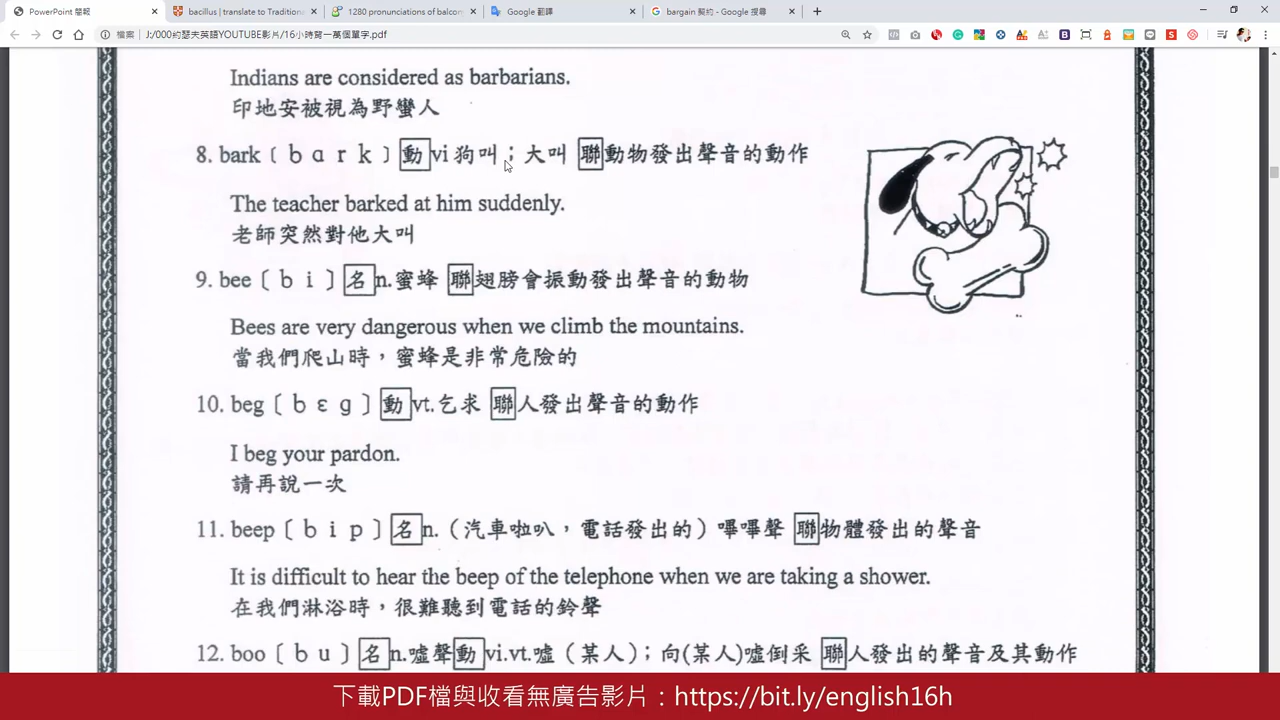 PowerPoint 簡報
bacillus | translate to Traditiona
1280 pronunciations of balcony
Google 翻譯
bargain 契約 - Google 搜尋
檔案 | J:/000約瑟夫英語YOUTUBE影片/16小時背一萬個單字.pdf
Indians are considered as barbarians.
印地安被視為野蠻人
8. bark〔ｂɑｒｋ〕動vi 狗叫；大叫 聯動物發出聲音的動作
The teacher barked at him suddenly.
老師突然對他大叫
9. bee〔ｂｉ〕名n.蜜蜂 聯翅膀會振動發出聲音的動物
Bees are very dangerous when we climb the mountains.
當我們爬山時，蜜蜂是非常危險的
10. beg〔ｂɛɡ〕動vt.乞求 聯人發出聲音的動作
I beg your pardon.
請再說一次
11. beep〔ｂｉｐ〕名n.（汽車啦叭，電話發出的）嗶嗶聲 聯物體發出的聲音
It is difficult to hear the beep of the telephone when we are taking a shower.
在我們淋浴時，很難聽到電話的鈴聲
12. boo〔ｂｕ〕名n.噓聲動vi.vt.噓（某人）；向(某人)噓倒采 聯人發出的聲音及其動作
下載PDF檔與收看無廣告影片：https://bit.ly/english16h